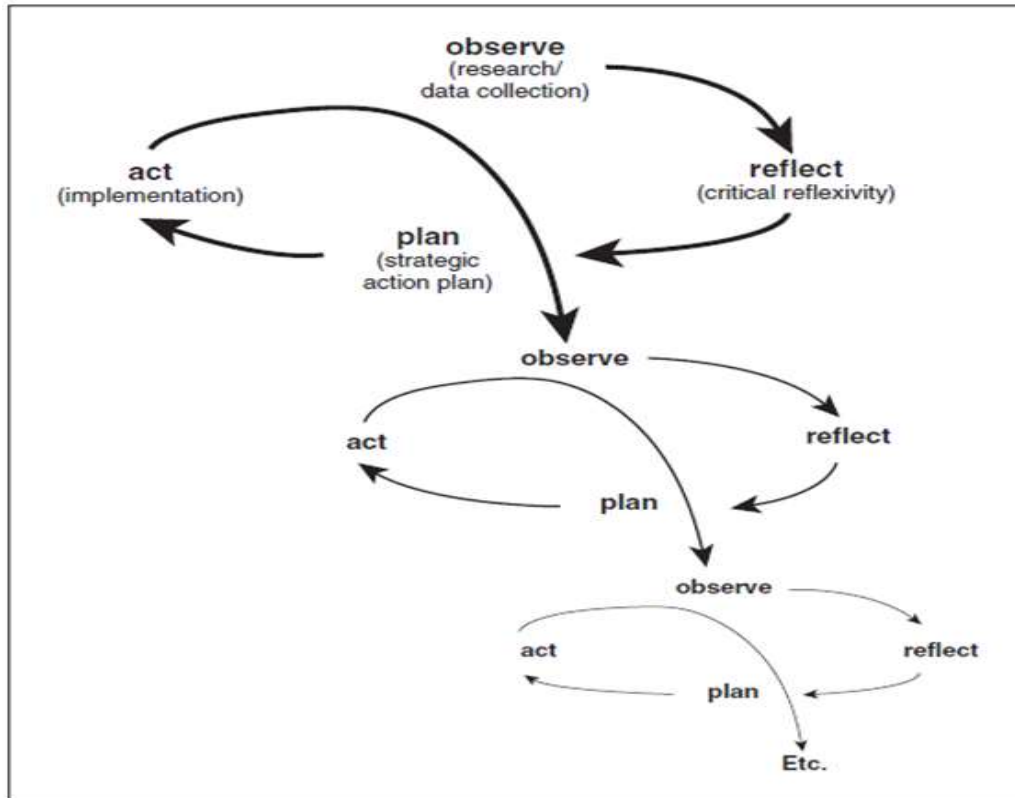 observe
(research/
data collection)
reflect
(critical reflexivity)
plan
(strategic
action plan)
act
(implementation)
observe
reflect
plan
act
observe
reflect
plan
act
Etc.